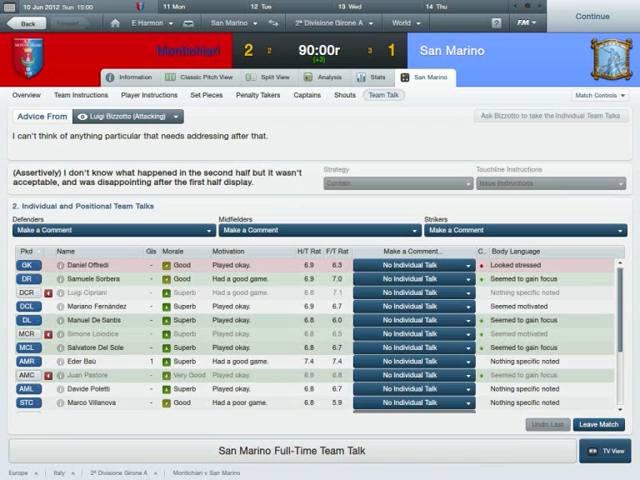 10 Jun 2012 Sun 15:00
11 Mon
12 Tue
13 Wed
14 Thu
Back
E Harmon
San Marino
2ª Divisione Girone A
World
?
FM
Continue
Montichiari
2 2
90:00r
(+3)
3 1
San Marino
Information
Classic Pitch View
Split View
Analysis
Stats
San Marino
Overview
Team Instructions
Player Instructions
Set Pieces
Penalty Takers
Captains
Shouts
Team Talk
Match Controls
Advice From
Luigi Bizzotto (Attacking)
Ask Bizzotto to take the Individual Team Talks
I can't think of anything particular that needs addressing after that.
(Assertively) I don't know what happened in the second half but it wasn't
acceptable, and was disappointing after the first half display.
Strategy
Contain
Touchline Instructions
Issue Instructions
2. Individual and Positional Team Talks
Defenders
Midfielders
Strikers
Make a Comment
Make a Comment
Make a Comment
Pkd Name Gls Morale Motivation H/T Rat F/T Rat Make a Comment... C.. Body Language
GK Daniel Offredi - Good Played okay. 6.9 6.3 No Individual Talk Looked stressed
DR Samuele Sorbera - Good Had a good game. 6.9 7.0 No Individual Talk Seemed to gain focus
DCR Luigi Cipriani - Superb Played okay. 6.8 7.1 No Individual Talk Nothing specific noted
DCL Mariano Fernández - Superb Played okay. 6.9 6.7 No Individual Talk Seemed motivated
DL Manuel De Santis - Superb Played okay. 6.8 6.0 No Individual Talk Seemed to gain focus
MCR Simone Loiodice - Superb Played okay. 6.8 6.5 No Individual Talk Seemed motivated
MCL Salvatore Del Sole - Superb Played okay. 6.8 6.7 No Individual Talk Seemed to gain focus
AMR Eder Baù 1 Superb Had a good game. 7.4 7.4 No Individual Talk Nothing specific noted
AMC Juan Pastore - Very Good Played okay. 6.9 6.8 No Individual Talk Seemed to gain focus
AML Davide Poletti - Superb Played okay. 6.8 6.7 No Individual Talk Nothing specific noted
STC Marco Villanova - Good Had a poor game. 6.8 5.9 No Individual Talk Nothing specific noted
Undo Last
Leave Match
San Marino Full-Time Team Talk
TV View
Europe
Italy
2ª Divisione Girone A
Montichiari v San Marino